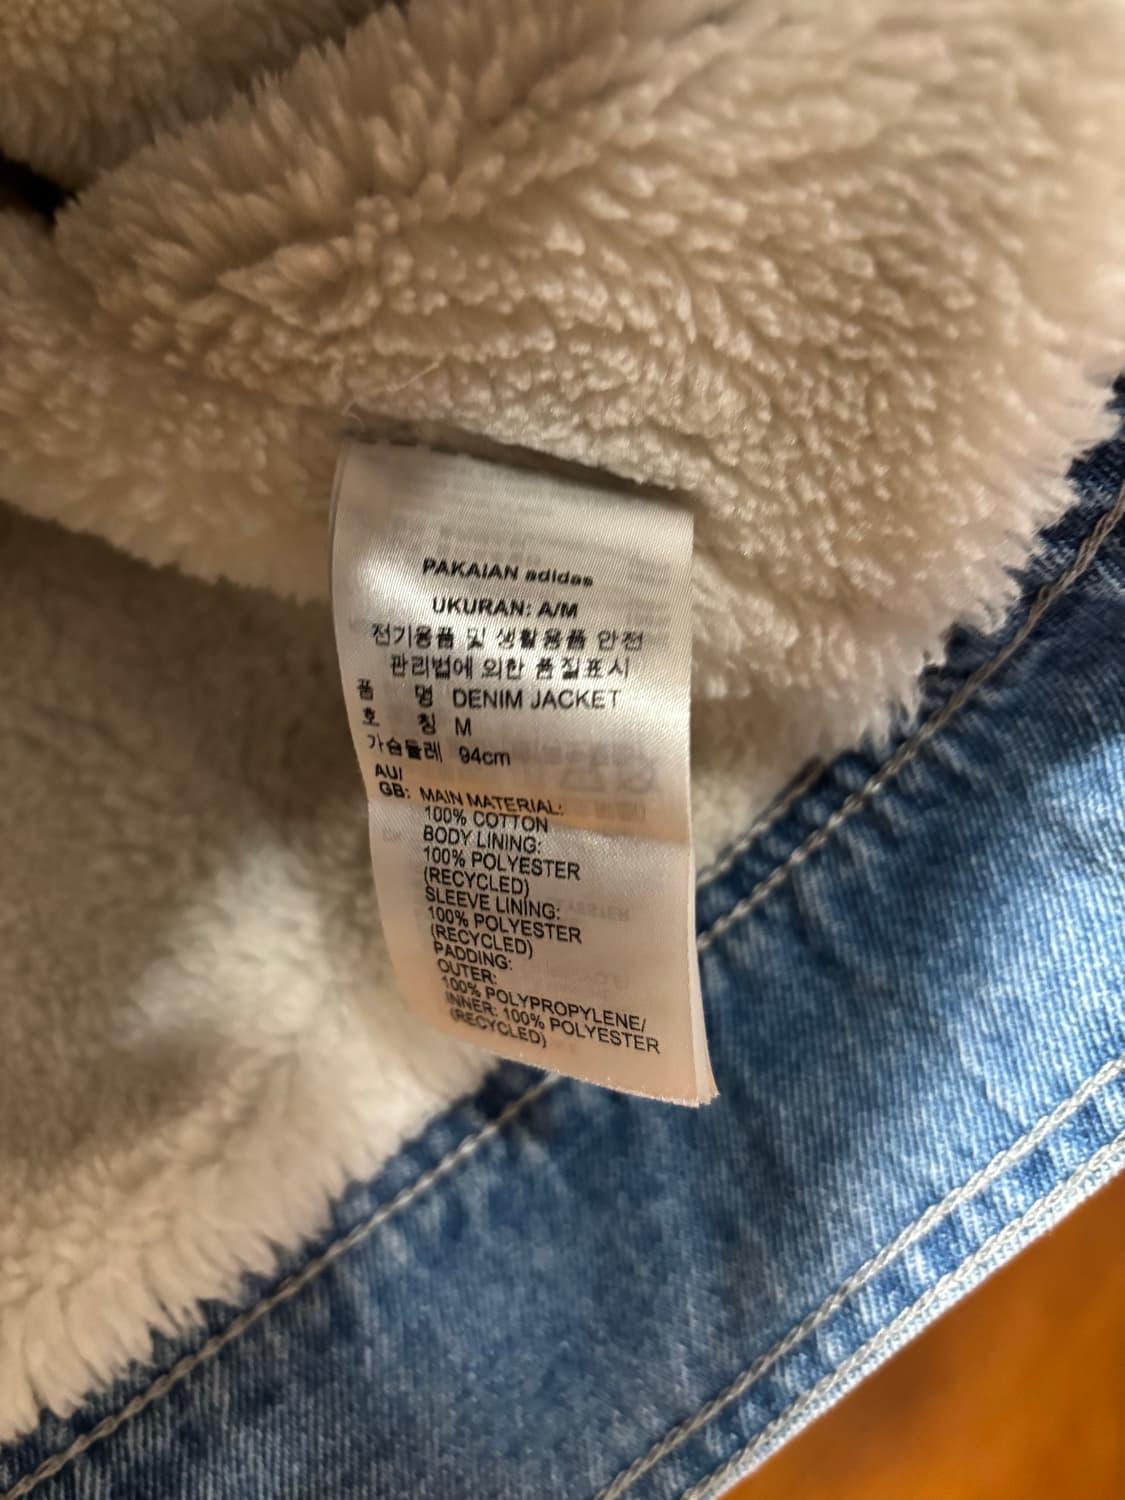 PAKAIAN adidas
UKURAN: A/M
전기용품 및 생활용품 안전
관리법에 의한 품질표시
품 명 DENIM JACKET
호 칭 M
가슴둘레 94cm
AU/
GB: MAIN MATERIAL:
100% COTTON
BODY LINING:
100% POLYESTER
(RECYCLED)
SLEEVE LINING:
100% POLYESTER
(RECYCLED)
PADDING:
OUTER:
100% POLYPROPYLENE/
INNER: 100% POLYESTER
(RECYCLED)